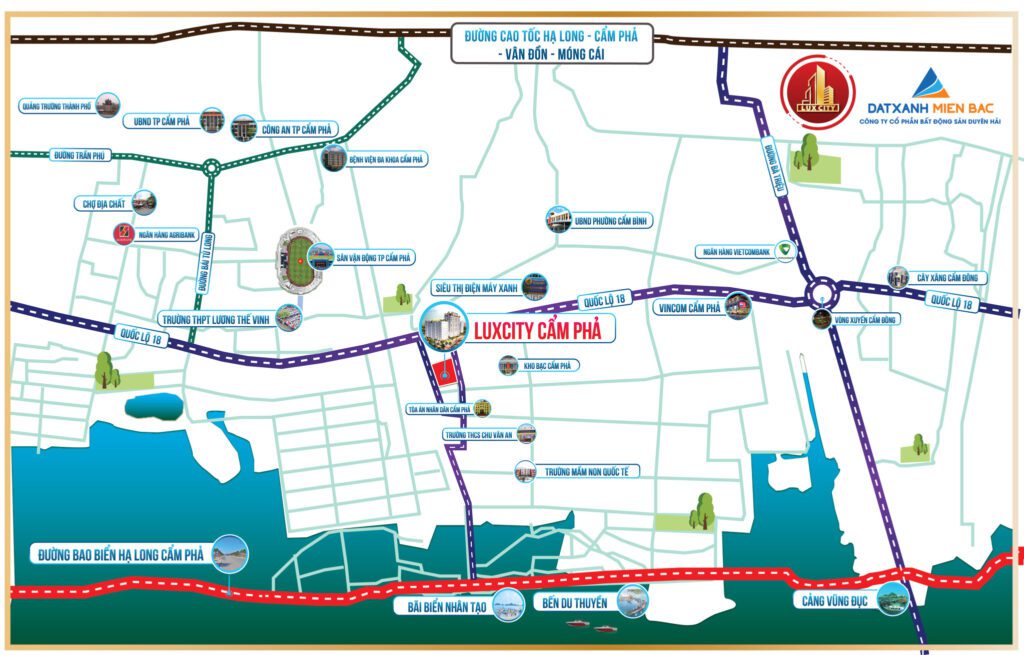 ĐƯỜNG CAO TỐC HẠ LONG - CẨM PHẢ
- VÂN ĐỒN - MÓNG CÁI
LUX CITY
DATXANH MIEN BAC
CÔNG TY CỔ PHẦN BẤT ĐỘNG SẢN DUYÊN HẢI
QUẢNG TRƯỜNG THÀNH PHỐ
UBND TP CẨM PHẢ
CÔNG AN TP CẨM PHẢ
ĐƯỜNG TRẦN PHÚ
BỆNH VIỆN ĐA KHOA CẨM PHẢ
ĐƯỜNG BA ĐÌNH
CHỢ ĐỊA CHẤT
NGÂN HÀNG AGRIBANK
UBND PHƯỜNG CẨM BÌNH
ĐƯỜNG BÁI TỬ LONG
SÂN VẬN ĐỘNG TP CẨM PHẢ
NGÂN HÀNG VIETCOMBANK
SIÊU THỊ ĐIỆN MÁY XANH
CÂY XĂNG CẨM ĐÔNG
QUỐC LỘ 18
QUỐC LỘ 18
VINCOM CẨM PHẢ
TRƯỜNG THPT LƯƠNG THẾ VINH
VÒNG XUYẾN CẨM ĐÔNG
QUỐC LỘ 18
LUXCITY CẨM PHẢ
KHO BẠC CẨM PHẢ
TÒA ÁN NHÂN DÂN CẨM PHẢ
TRƯỜNG THCS CHU VĂN AN
TRƯỜNG MẦM NON QUỐC TẾ
ĐƯỜNG BAO BIỂN HẠ LONG CẨM PHẢ
BÃI BIỂN NHÂN TẠO
BẾN DU THUYỀN
CẢNG VŨNG ĐỤC